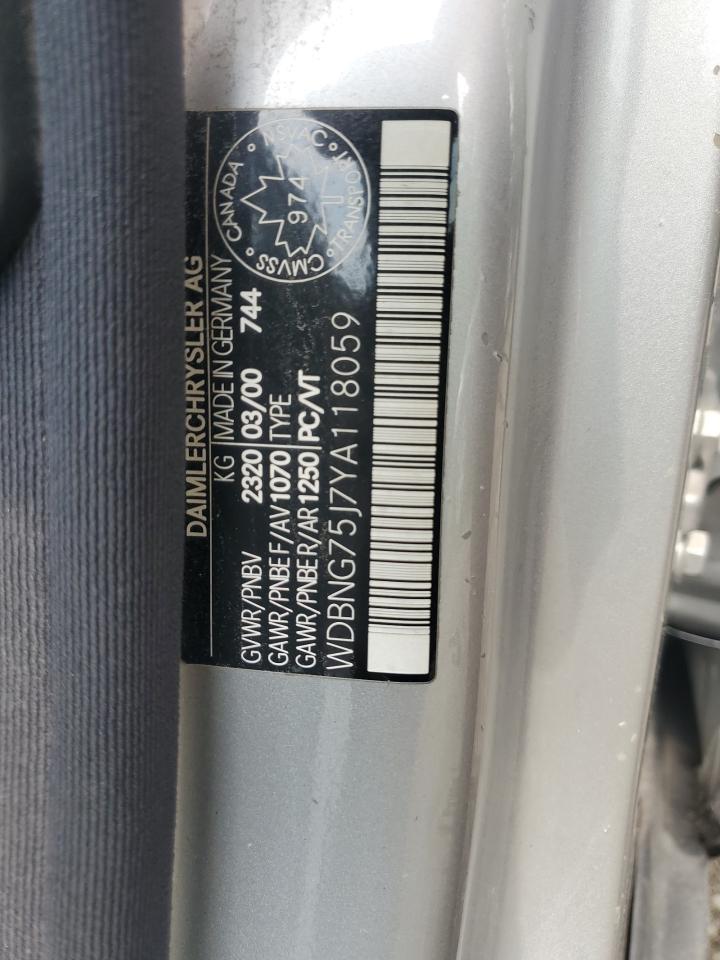 DAIMLERCHRYSLER AG
KG MADE IN GERMANY
GVWR/PNBV 2320 03/00 744
GAWR/PNBE F/AV 1070 TYPE
GAWR/PNBE R/AR 1250 PC/VT
WDBNG75J7YA118059
CANADA NSVAC TRANSPORT CMVSS
974